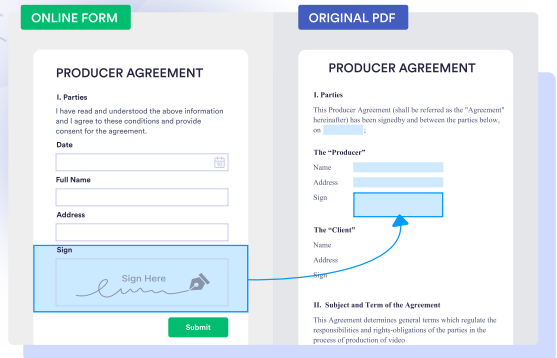 ONLINE FORM
PRODUCER AGREEMENT
I. Parties
I have read and understood the above information
and I agree to these conditions and provide
consent for the agreement.
Date
Full Name
Address
Sign
Sign Here
Submit
ORIGINAL PDF
PRODUCER AGREEMENT
I. Parties
This Producer Agreement (shall be referred as the "Agreement"
hereinafter) has been signedby and between the parties below,
on ;
The “Producer”
Name
Address
Sign
The “Client”
Name
Address
Sign
II. Subject and Term of the Agreement
This Agreement determines general terms which regulate the
responsibilities and rights-obligations of the parties in the
process of production of video